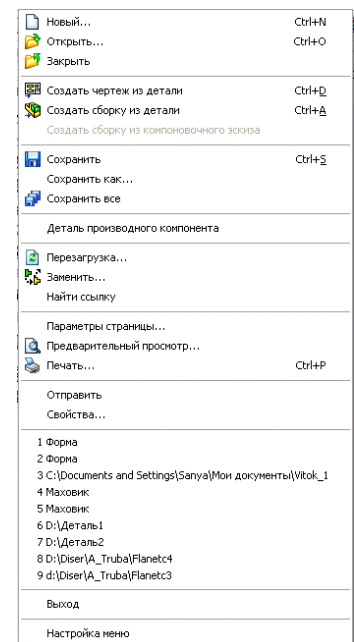 Новый... Ctrl+N
Открыть... Ctrl+O
Закрыть
Создать чертеж из детали Ctrl+D
Создать сборку из детали Ctrl+A
Создать сборку из компоновочного эскиза
Сохранить Ctrl+S
Сохранить как...
Сохранить все
Деталь производного компонента
Перезагрузка...
Заменить...
Найти ссылку
Параметры страницы...
Предварительный просмотр...
Печать... Ctrl+P
Отправить
Свойства...
1 Форма
2 Форма
3 C:\Documents and Settings\Sanya\Мои документы\Vitok_1
4 Маховик
5 Маховик
6 D:\Деталь1
7 D:\Деталь2
8 D:\Diser\A_Truba\Flanetc4
9 d:\Diser\A_Truba\Flanetc3
Выход
Настройка меню